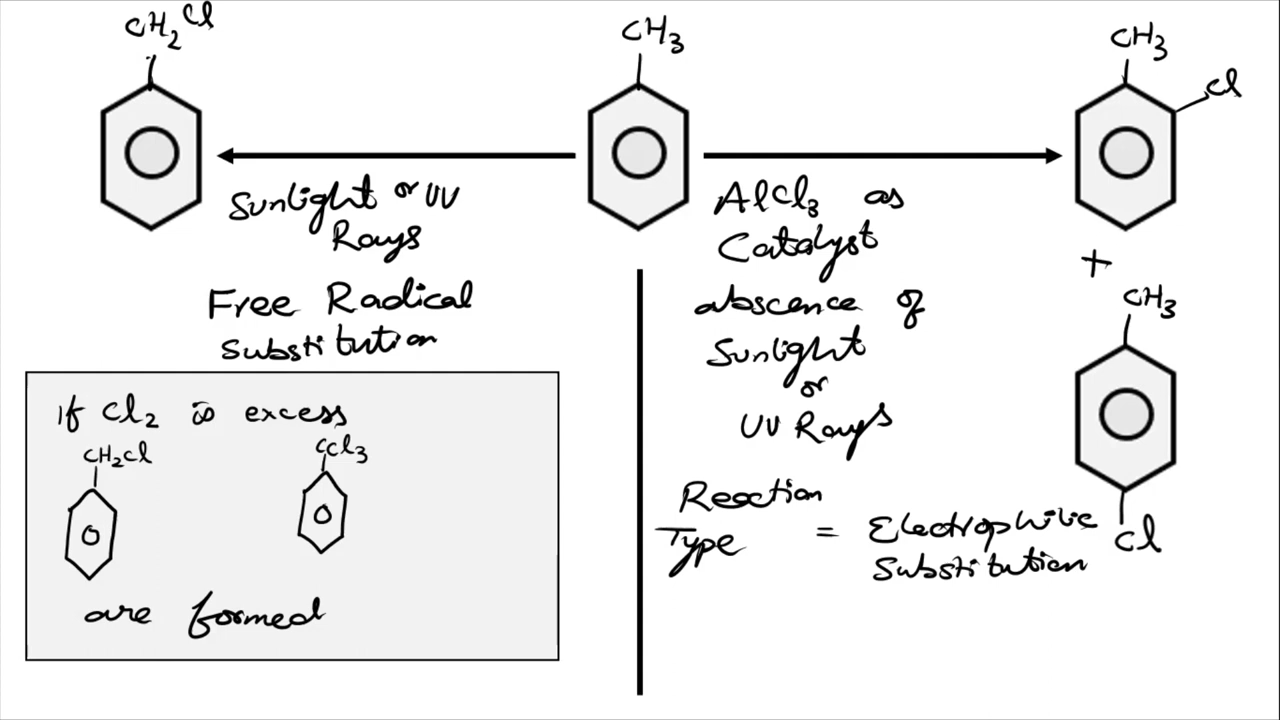 CH₂Cl
CH₃
CH₃
Cl
Sunlight or UV
Rays
Free Radical
Substitution
If Cl₂ is excess
CH₂Cl
CCl₃
are formed
AlCl₃ as
Catalyst
abscence of
Sunlight
or
UV Rays
Reaction
Type = Electrophilic
Substitution
+
CH₃
Cl